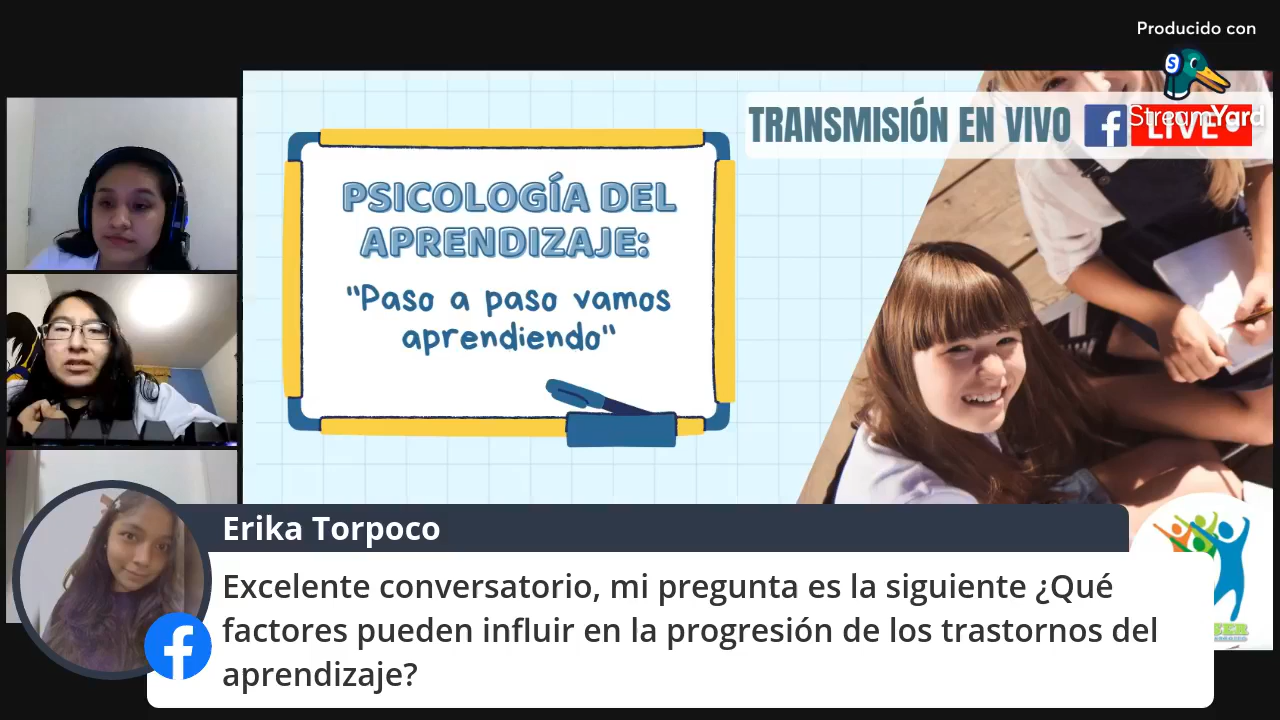 Producido con
StreamYard
TRANSMISIÓN EN VIVO
LIVE
PSICOLOGÍA DEL
APRENDIZAJE:
"Paso a paso vamos
aprendiendo"
Erika Torpoco
Excelente conversatorio, mi pregunta es la siguiente ¿Qué
factores pueden influir en la progresión de los trastornos del
aprendizaje?